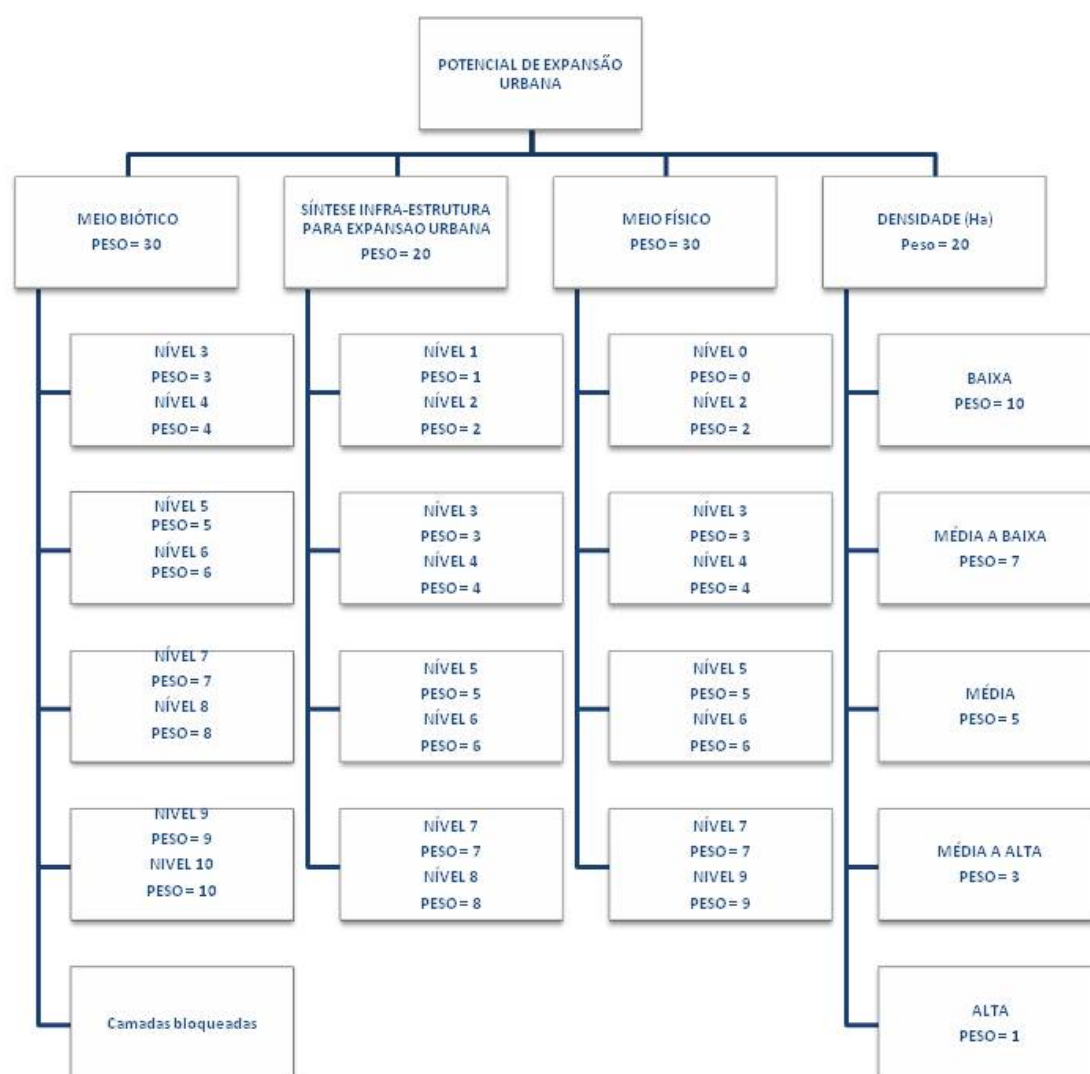 POTENCIAL DE EXPANSÃO
URBANA
MEIO BIÓTICO
PESO = 30
SÍNTESE INFRA-ESTRUTURA
PARA EXPANSAO URBANA
PESO = 20
MEIO FÍSICO
PESO = 30
DENSIDADE (Ha)
Peso = 20
NÍVEL 3
PESO = 3
NÍVEL 4
PESO = 4
NÍVEL 5
PESO = 5
NÍVEL 6
PESO = 6
NÍVEL 7
PESO = 7
NÍVEL 8
PESO = 8
NIVEL 9
PESO = 9
NIVEL 10
PESO = 10
Camadas bloqueadas
NÍVEL 1
PESO = 1
NÍVEL 2
PESO = 2
NÍVEL 3
PESO = 3
NÍVEL 4
PESO = 4
NÍVEL 5
PESO = 5
NÍVEL 6
PESO = 6
NÍVEL 7
PESO = 7
NÍVEL 8
PESO = 8
NÍVEL 0
PESO = 0
NÍVEL 2
PESO = 2
NÍVEL 3
PESO = 3
NÍVEL 4
PESO = 4
NÍVEL 5
PESO = 5
NÍVEL 6
PESO = 6
NÍVEL 7
PESO = 7
NIVEL 9
PESO = 9
BAIXA
PESO = 10
MÉDIA A BAIXA
PESO = 7
MÉDIA
PESO = 5
MÉDIA A ALTA
PESO = 3
ALTA
PESO = 1